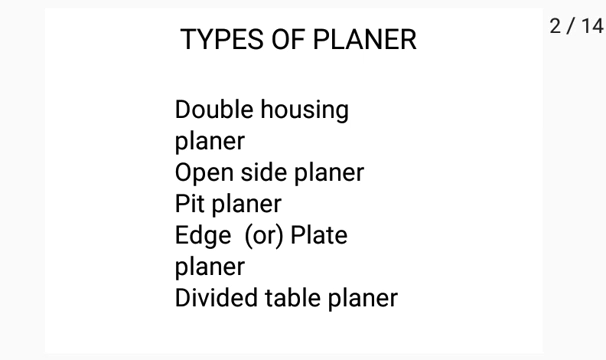 TYPES OF PLANER
2 / 14
Double housing
planer
Open side planer
Pit planer
Edge  (or) Plate
planer
Divided table planer